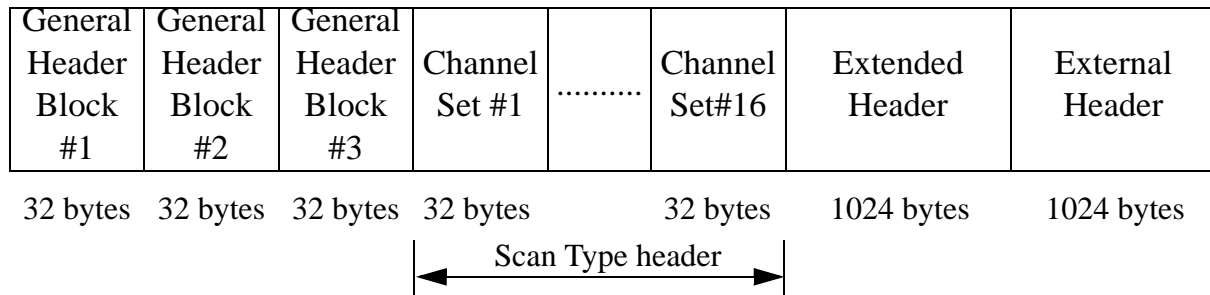 General General General
Header Header Header Channel Channel Extended External
Block Block Block Set #1 .......... Set#16 Header Header
#1 #2 #3
32 bytes 32 bytes 32 bytes 32 bytes 32 bytes 1024 bytes 1024 bytes
Scan Type header